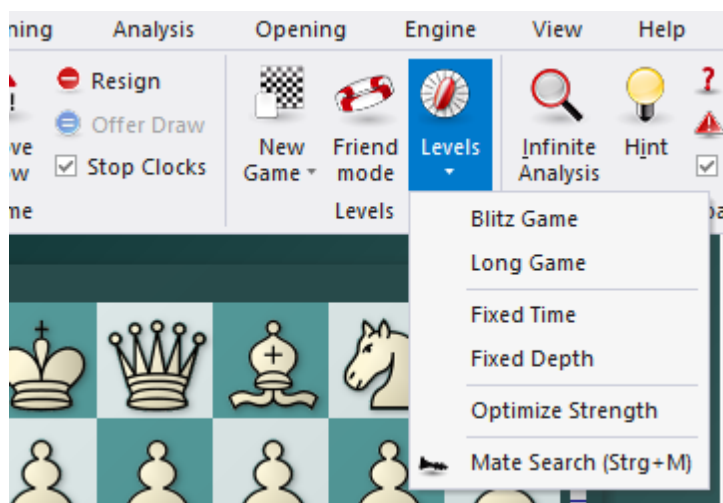 Analysis Opening Engine View Help
Resign
Offer Draw
Stop Clocks
New Game
Friend mode
Levels
Infinite Analysis
Hint
Levels
Blitz Game
Long Game
Fixed Time
Fixed Depth
Optimize Strength
Mate Search (Strg+M)